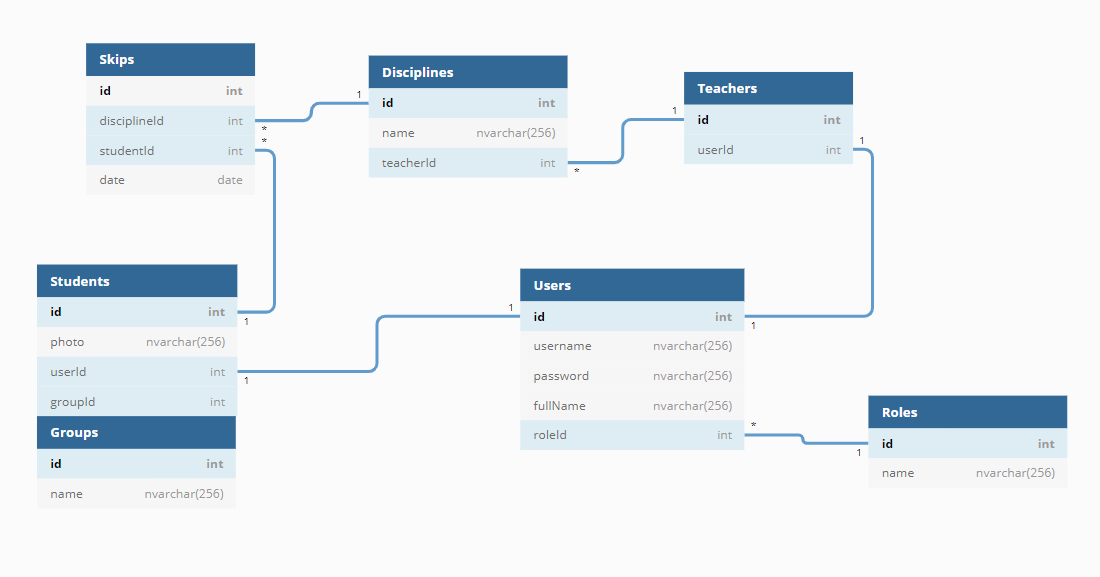 Skips
id int
disciplineId int
studentId int
date date
*
*
Disciplines
1
id int
name nvarchar(256)
teacherId int
*
Teachers
1
id int
userId int
1
Students
id int
1
photo nvarchar(256)
userId int
1
groupId int
Groups
id int
name nvarchar(256)
Users
1
id int
1
username nvarchar(256)
password nvarchar(256)
fullName nvarchar(256)
roleId int
*
Roles
1
id int
name nvarchar(256)